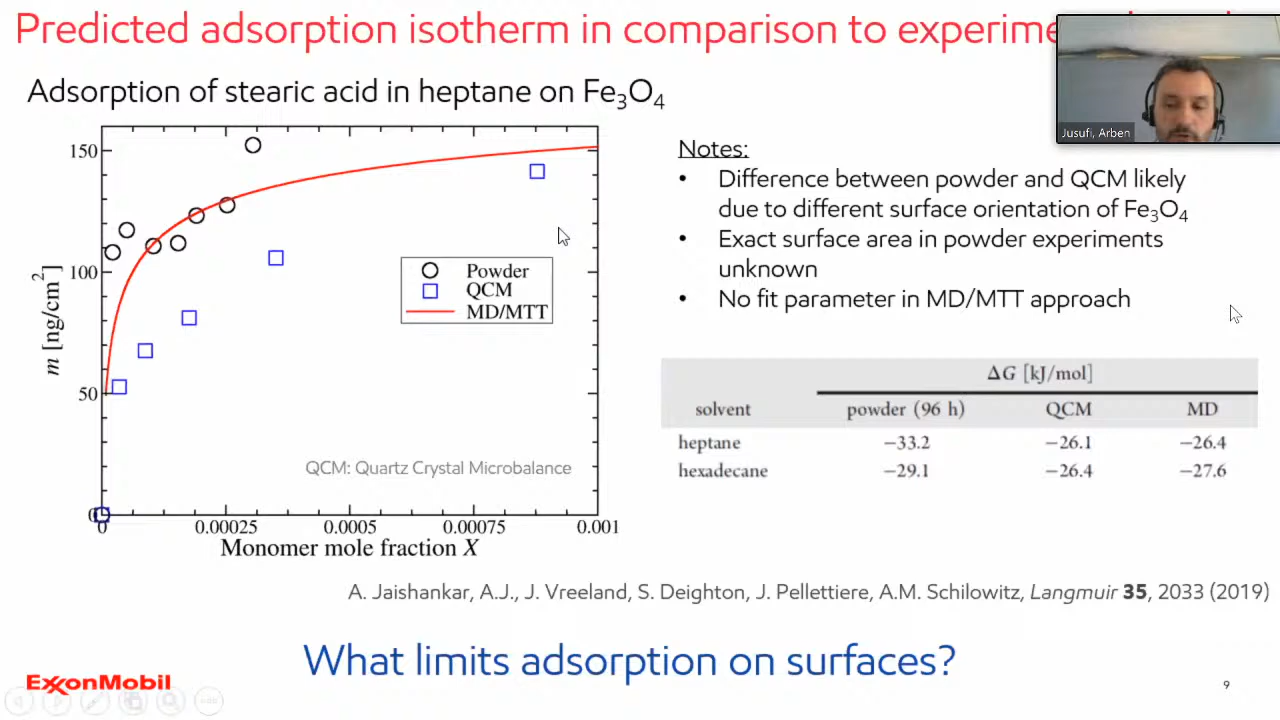 Predicted adsorption isotherm in comparison to
Jusufi, Arben
Adsorption of stearic acid in heptane on Fe₃O₄
150
100
50
0
m [ng/cm²]
0 0.00025 0.0005 0.00075 0.001
Monomer mole fraction X
Powder
QCM
MD/MTT
QCM: Quartz Crystal Microbalance
Notes:
• Difference between powder and QCM likely
due to different surface orientation of Fe₃O₄
• Exact surface area in powder experiments
unknown
• No fit parameter in MD/MTT approach
ΔG [kJ/mol]
solvent powder (96 h) QCM MD
heptane −33.2 −26.1 −26.4
hexadecane −29.1 −26.4 −27.6
A. Jaishankar, A.J., J. Vreeland, S. Deighton, J. Pellettiere, A.M. Schilowitz, Langmuir 35, 2033 (2019)
What limits adsorption on surfaces?
ExxonMobil
9